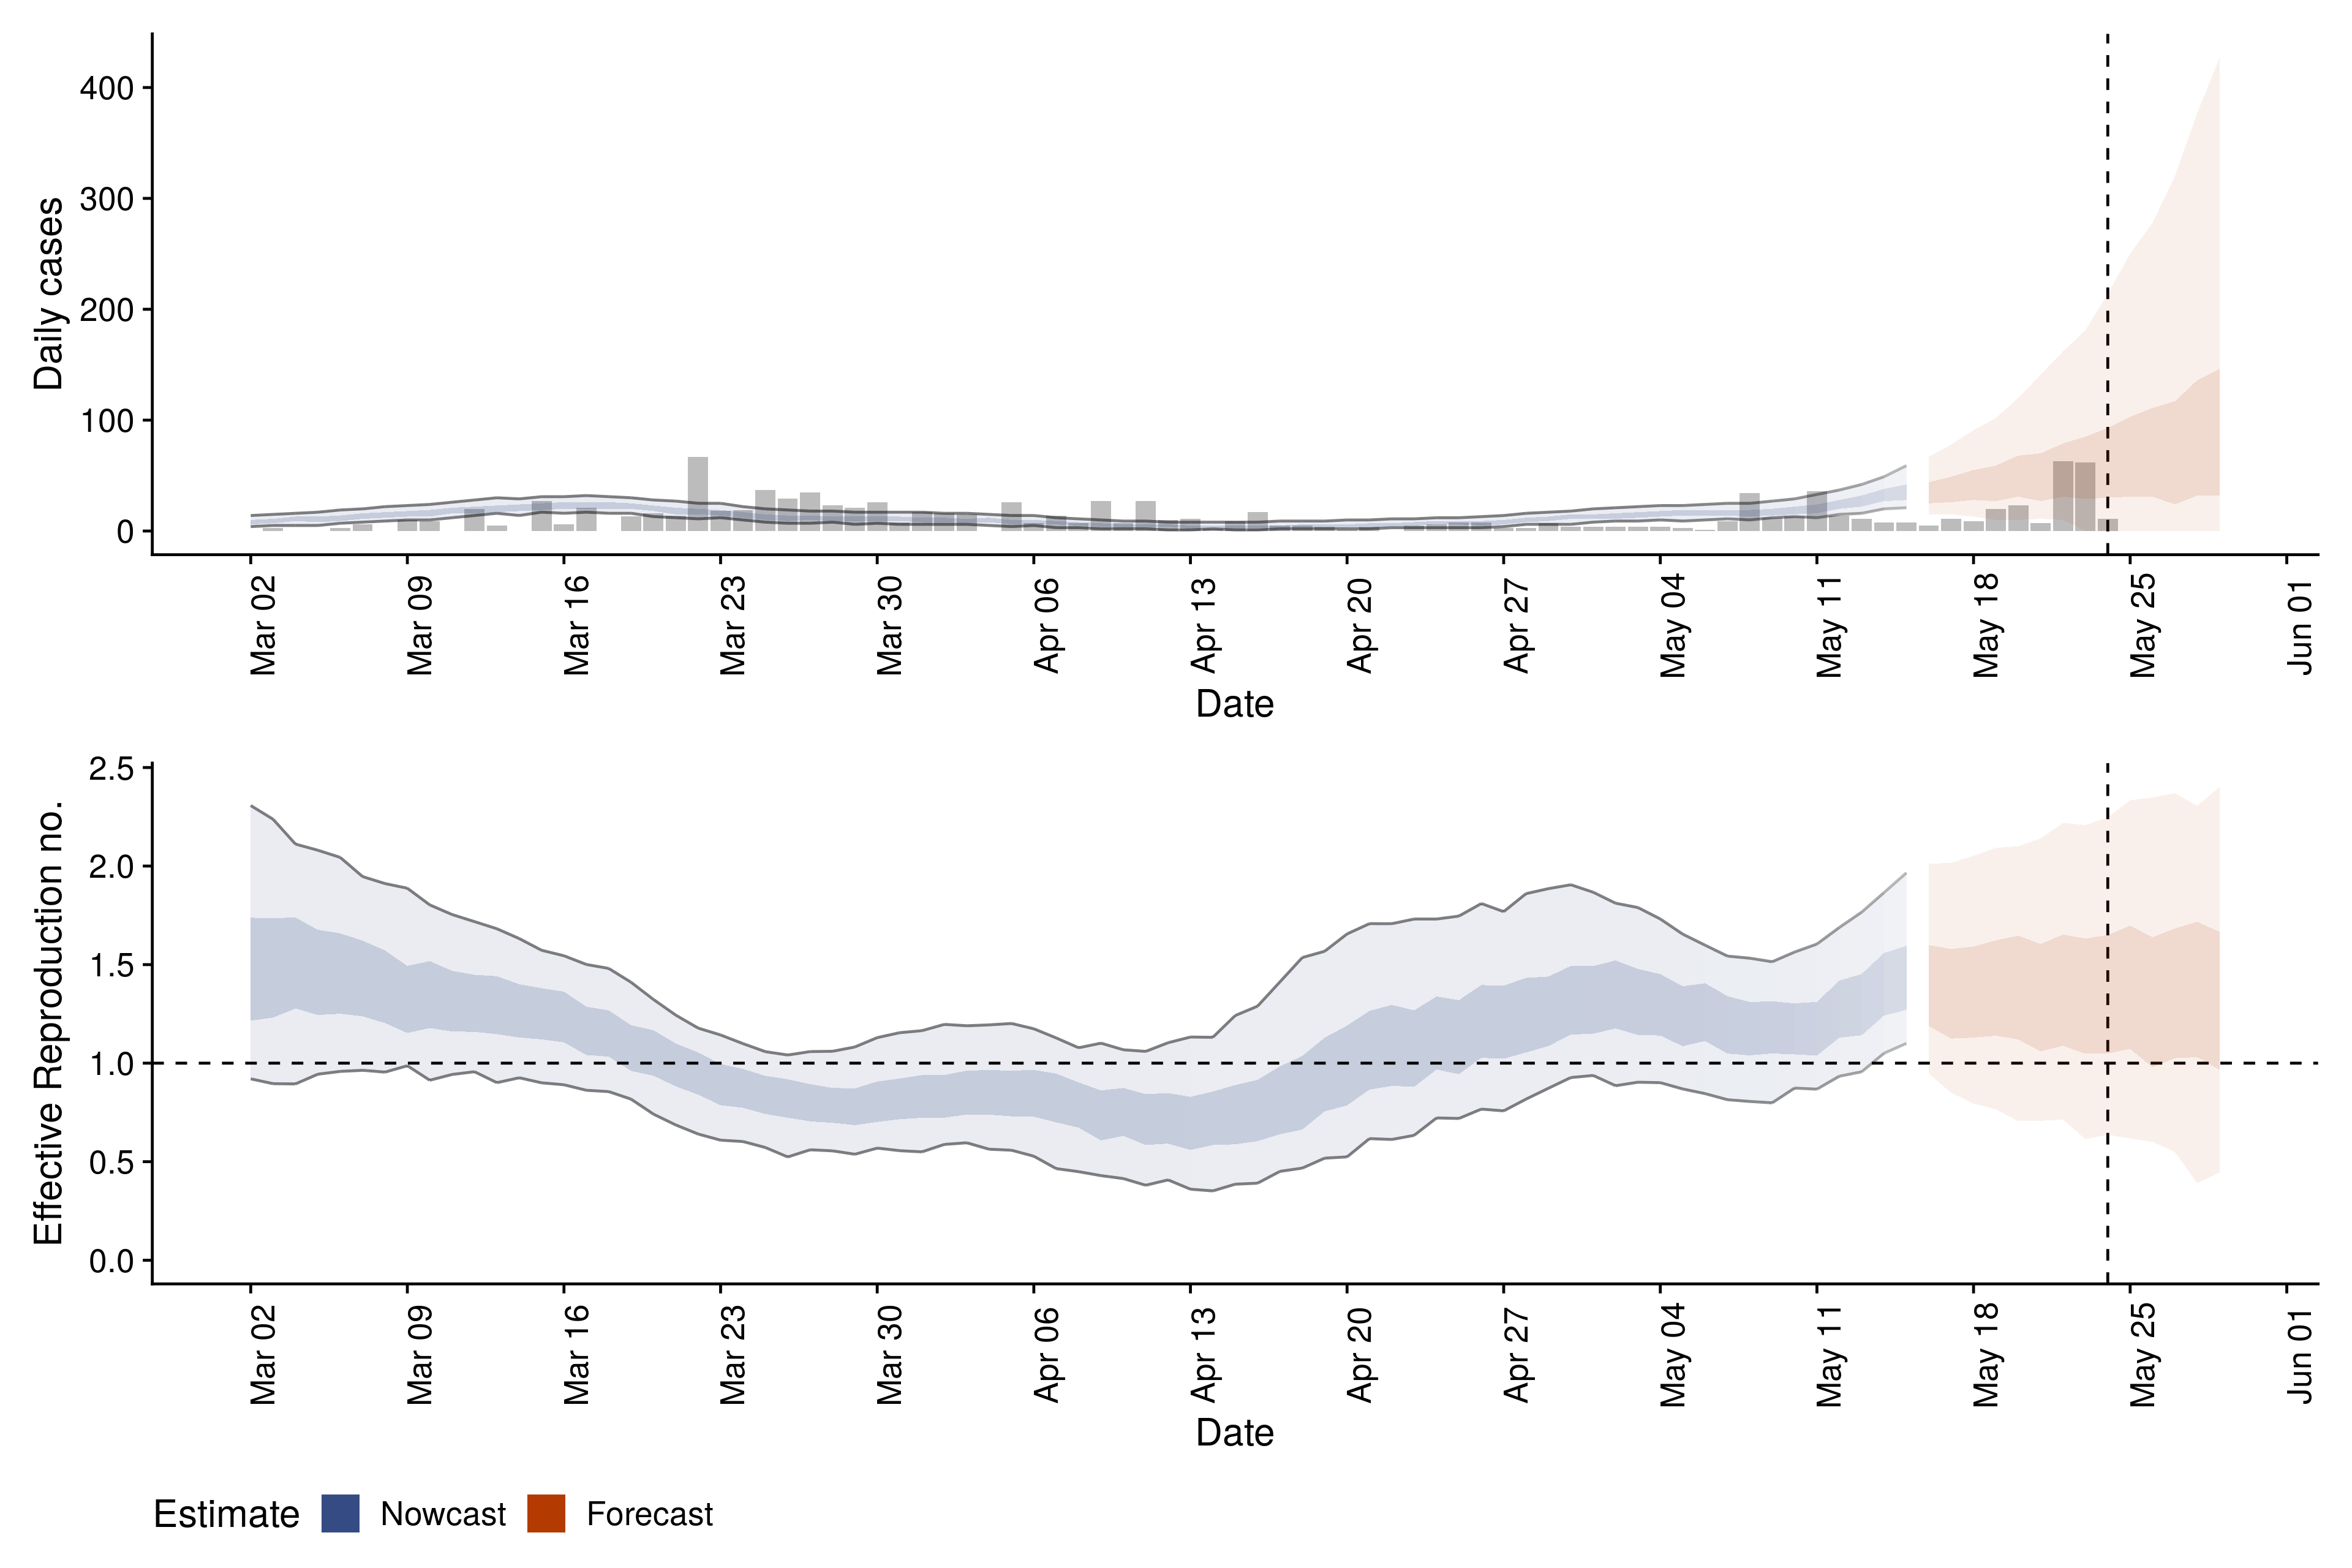 Daily cases
400
300
200
100
0
Mar 02
Mar 09
Mar 16
Mar 23
Mar 30
Apr 06
Apr 13
Apr 20
Apr 27
May 04
May 11
May 18
May 25
Jun 01
Date
Effective Reproduction no.
2.5
2.0
1.5
1.0
0.5
0.0
Mar 02
Mar 09
Mar 16
Mar 23
Mar 30
Apr 06
Apr 13
Apr 20
Apr 27
May 04
May 11
May 18
May 25
Jun 01
Date
Estimate Nowcast Forecast